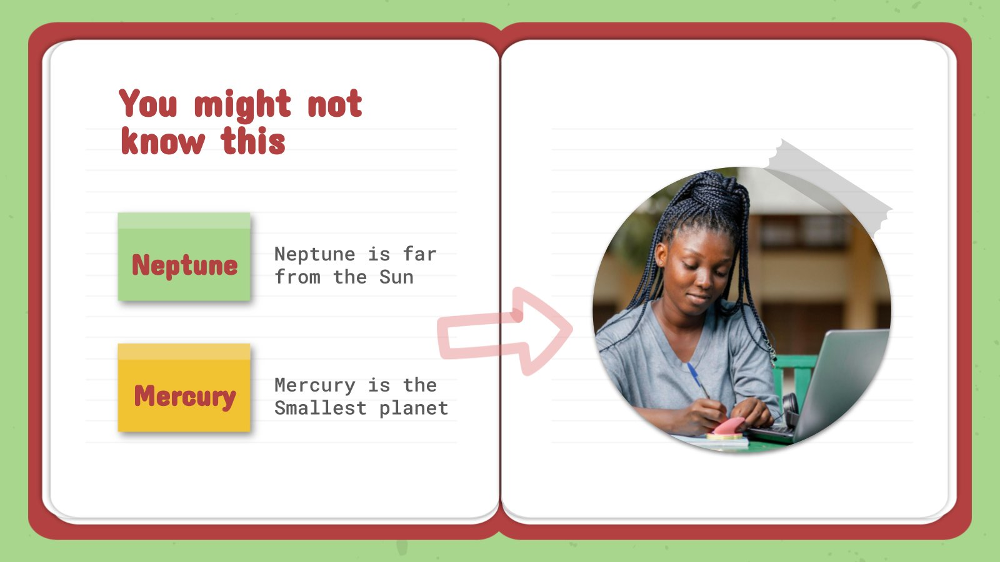 You might not
know this
Neptune
Neptune is far
from the Sun
Mercury
Mercury is the
Smallest planet